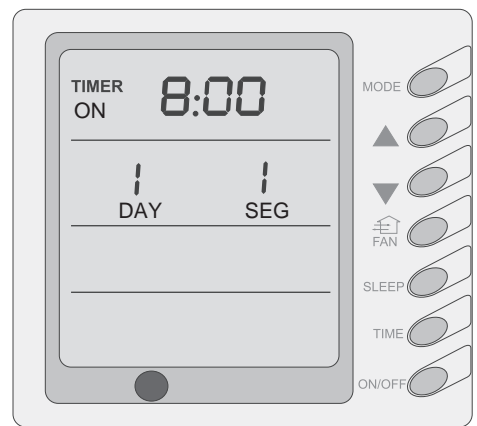 TIMER
ON
8:00
1
1
DAY
SEG
MODE
FAN
SLEEP
TIME
ON/OFF